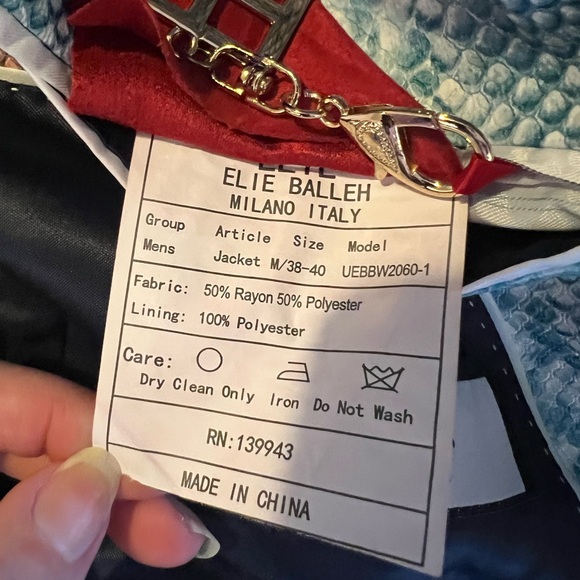 ELIE BALLEH
MILANO ITALY
Group Article Size Model
Mens Jacket M/38-40 UEBBW2060-1
Fabric: 50% Rayon 50% Polyester
Lining: 100% Polyester
Care:
Dry Clean Only Iron Do Not Wash
RN:139943
MADE IN CHINA